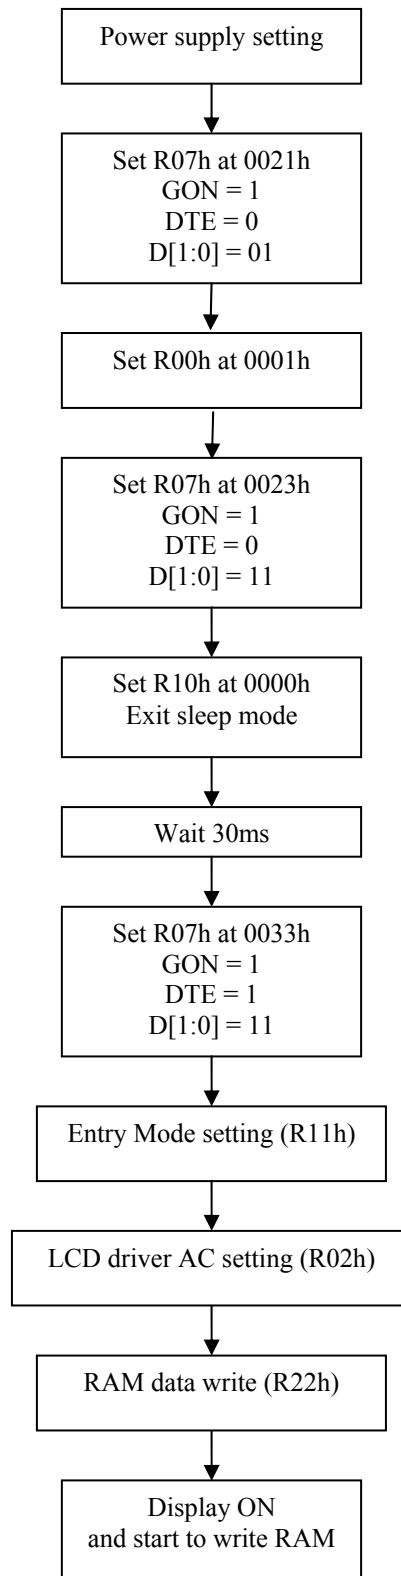 Power supply setting
Set R07h at 0021h
GON = 1
DTE = 0
D[1:0] = 01
Set R00h at 0001h
Set R07h at 0023h
GON = 1
DTE = 0
D[1:0] = 11
Set R10h at 0000h
Exit sleep mode
Wait 30ms
Set R07h at 0033h
GON = 1
DTE = 1
D[1:0] = 11
Entry Mode setting (R11h)
LCD driver AC setting (R02h)
RAM data write (R22h)
Display ON
and start to write RAM